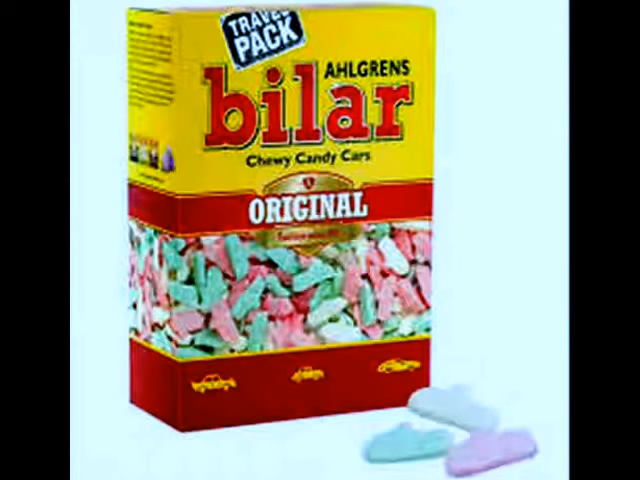 TRAVEL
PACK
AHLGRENS
bilar
Chewy Candy Cars
ORIGINAL